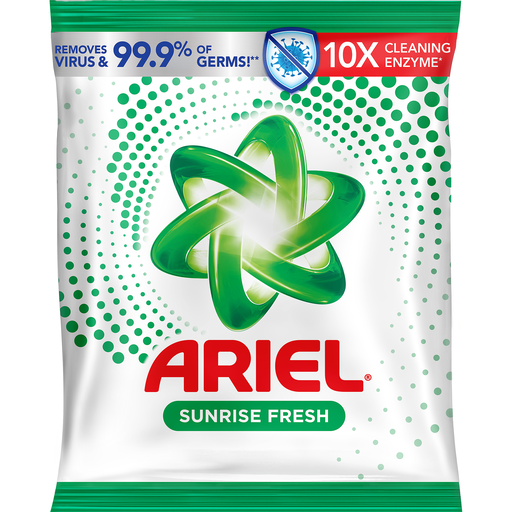 REMOVES
VIRUS & 99.9% OF
GERMS!**
10X CLEANING
ENZYME*
ARIEL®
SUNRISE FRESH